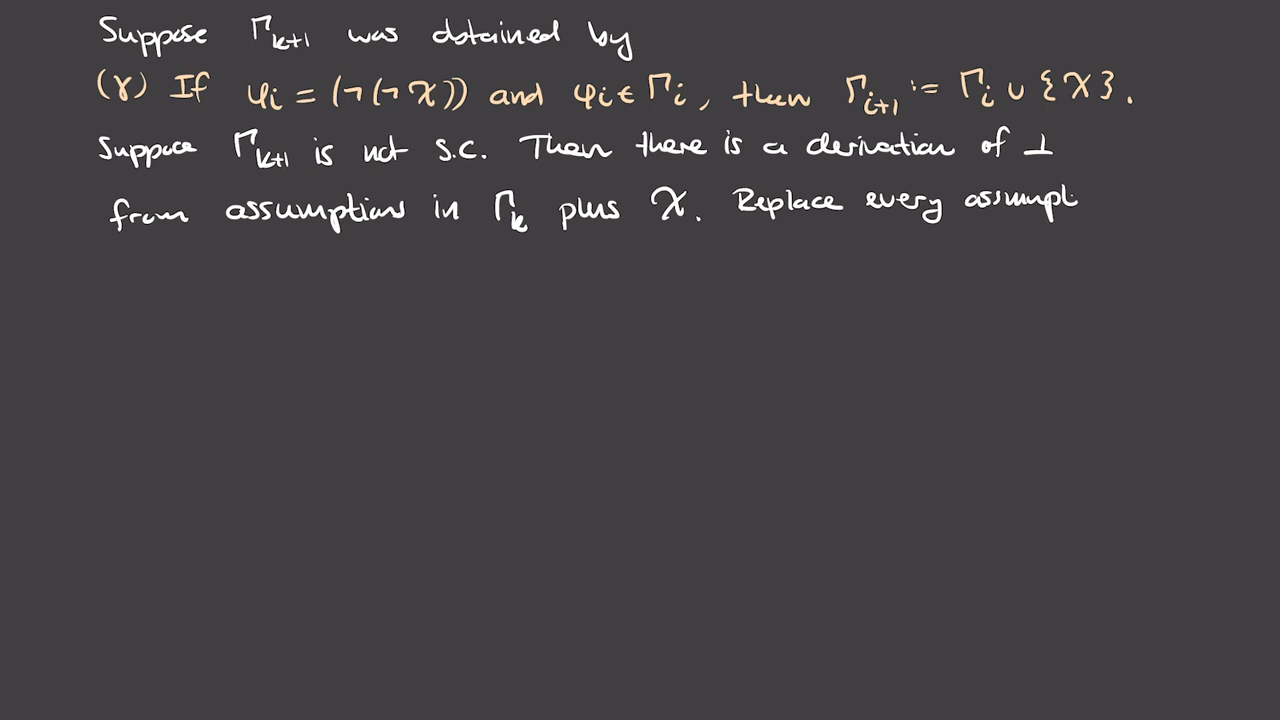 Suppose Γₖ₊₁ was obtained by
(γ) If φᵢ = (¬(¬χ)) and φᵢ ∈ Γᵢ, then Γᵢ₊₁ := Γᵢ ∪ {χ}.
Suppose Γₖ₊₁ is not s.c. Then there is a derivation of ⊥
from assumptions in Γₖ plus χ. Replace every assumpt